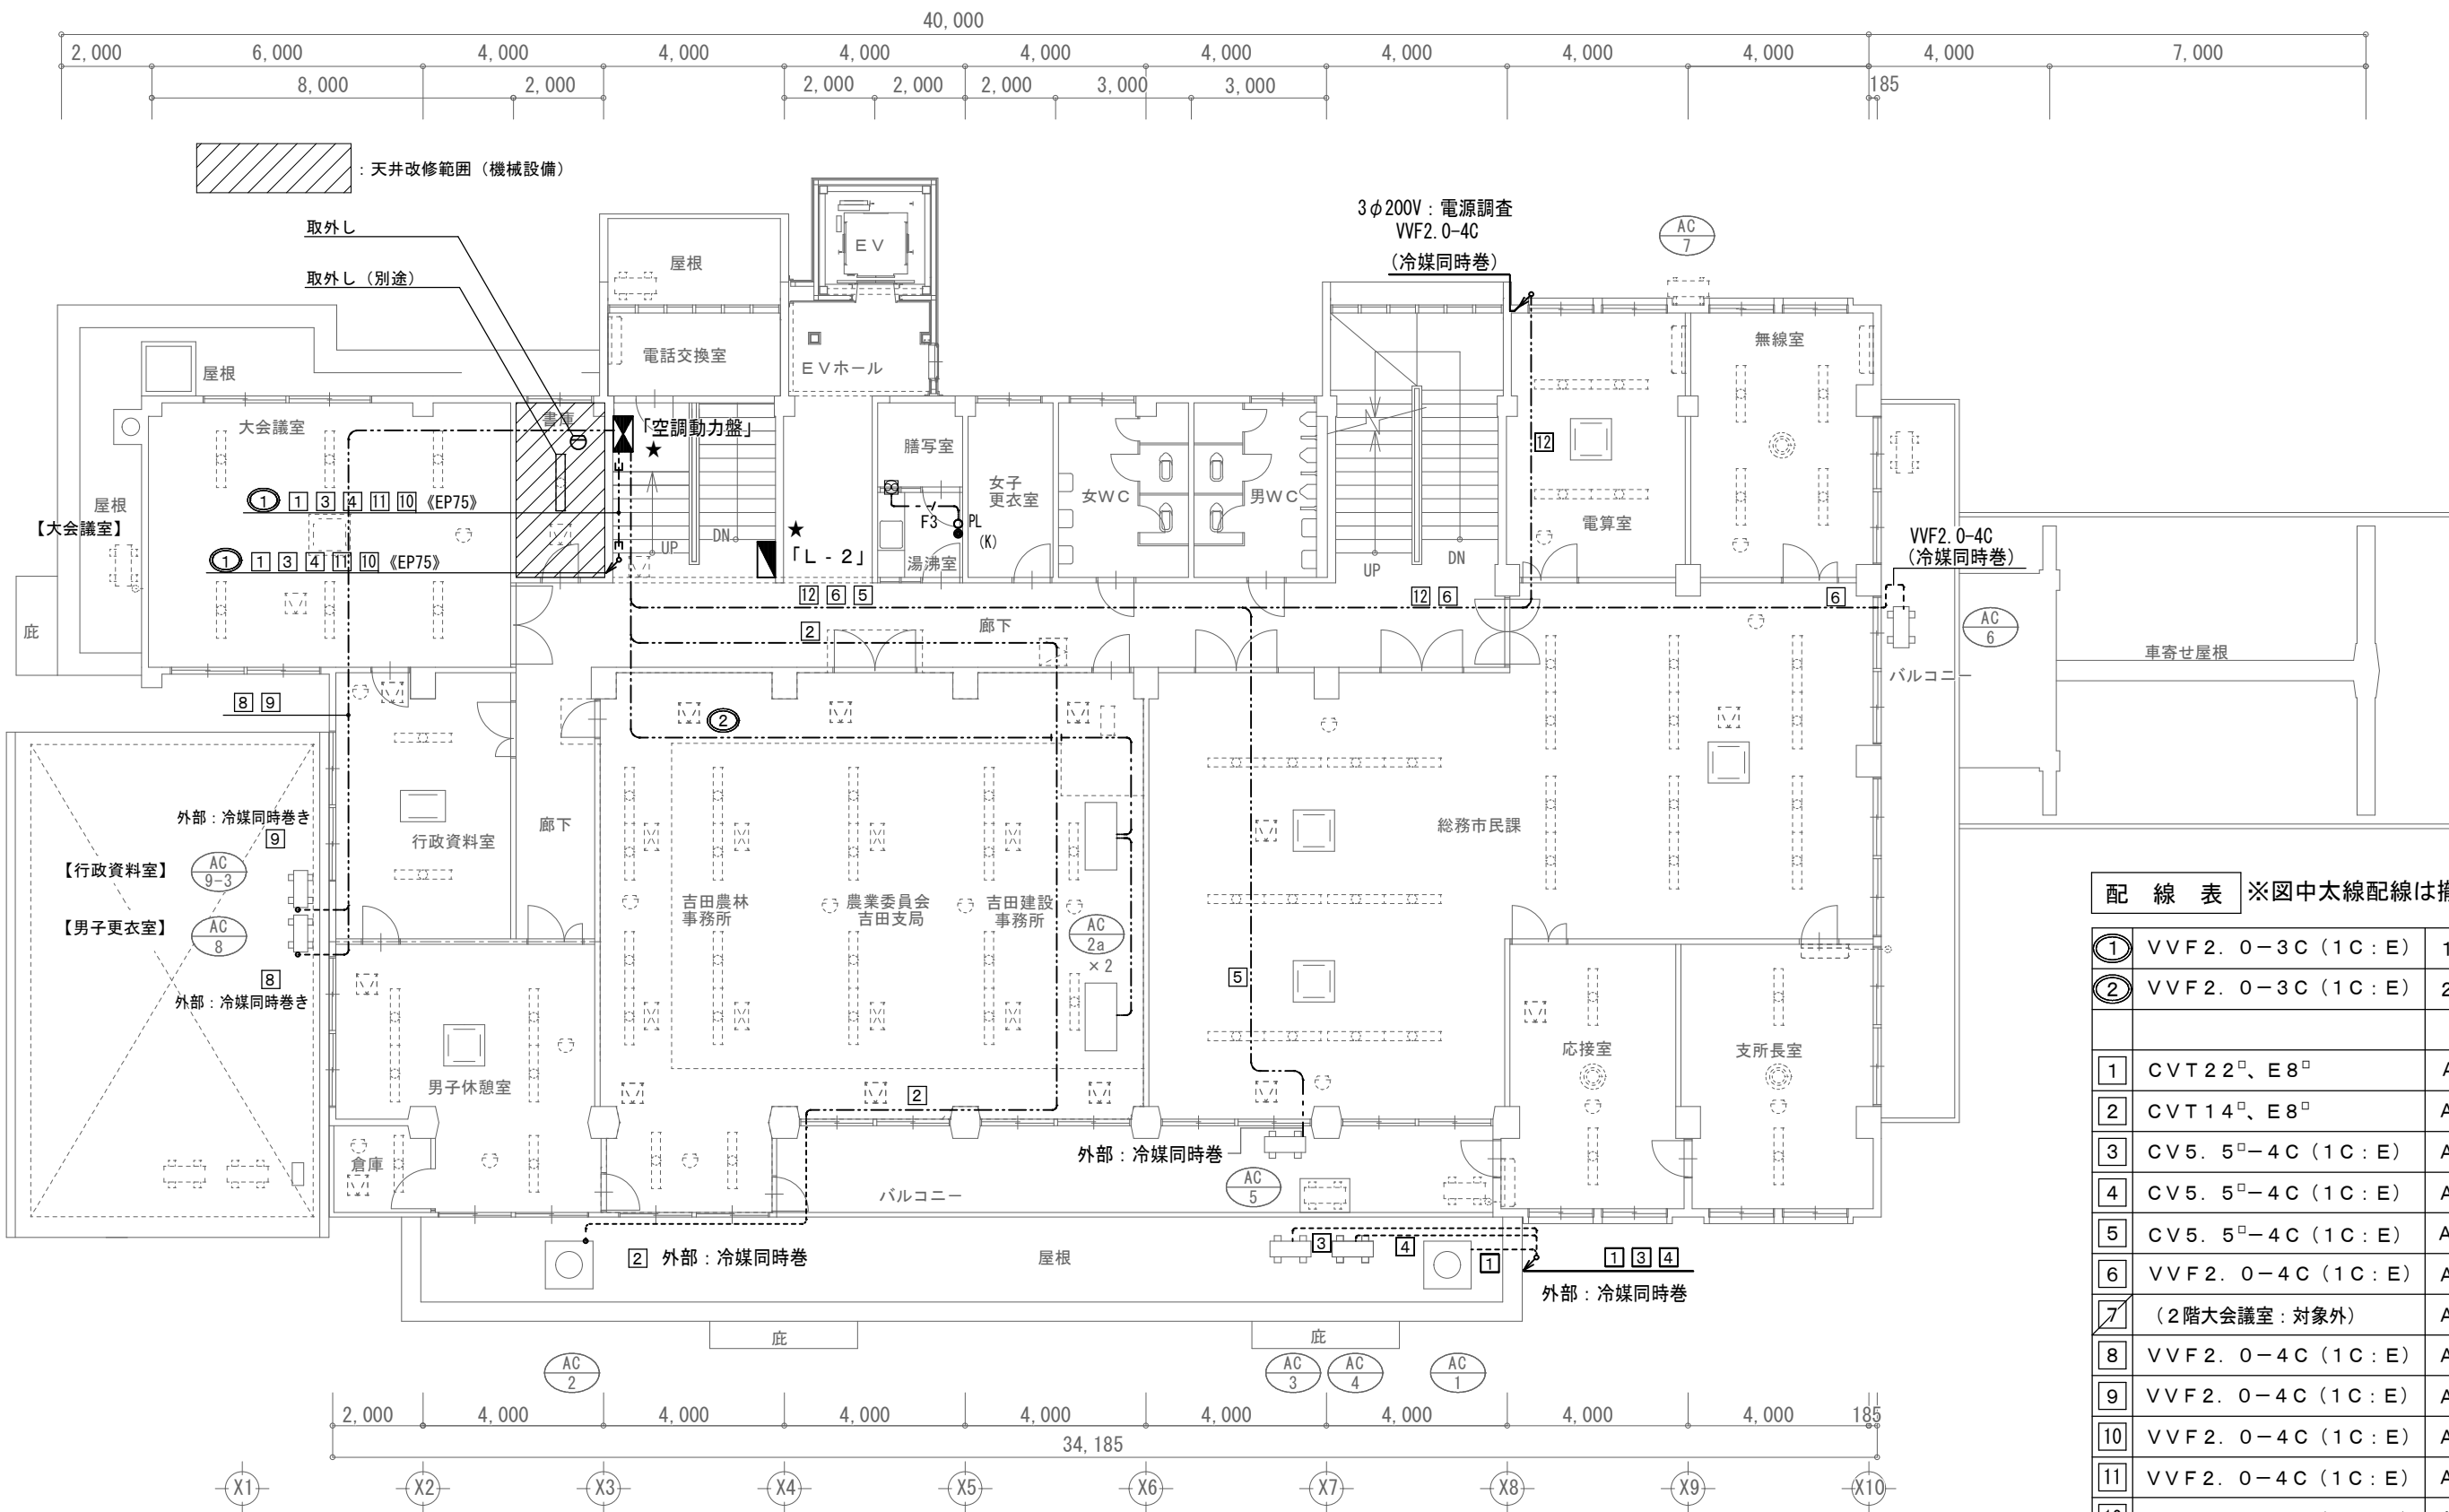 40,000
2,000 6,000 4,000 4,000 4,000 4,000 4,000 4,000 4,000 4,000 4,000 7,000
8,000 2,000 2,000 2,000 2,000 3,000 3,000 185
：天井改修範囲（機械設備）
取外し
取外し（別途）
屋根
EV
3φ200V：電源調査
VVF2.0-4C
（冷媒同時巻）
AC
7
屋根
電話交換室
EVホール
無線室
大会議室
書庫
「空調動力盤」
★
膳写室
12
① 1 3 4 11 10 《EP75》
屋根
【大会議室】
女子
更衣室
女WC
男WC
F3
PL
(K)
湯沸室
★
「L-2」
UP
DN
UP
DN
電算室
① 1 3 4 11 10 《EP75》
VVF2.0-4C
（冷媒同時巻）
12 6 5
12 6
6
庇
2
廊下
AC
6
車寄せ屋根
バルコニー
8 9
②
外部：冷媒同時巻き
9
行政資料室
廊下
総務市民課
【行政資料室】
AC
9-3
【男子更衣室】
AC
8
8
外部：冷媒同時巻き
吉田農林
事務所
農業委員会
吉田支局
吉田建設
事務所
AC
2a
×2
5
男子休憩室
応接室
支所長室
2
倉庫
外部：冷媒同時巻
バルコニー
AC
5
2 外部：冷媒同時巻
屋根
3
4
1
1 3 4
外部：冷媒同時巻
庇
庇
AC
2
AC
3
AC
4
AC
1
2,000 4,000 4,000 4,000 4,000 4,000 4,000 4,000 4,000 185
34,185
X1 X2 X3 X4 X5 X6 X7 X8 X9 X10
配 線 表 ※図中太線配線は
① VVF2.0-3C（1C：E） 1
② VVF2.0-3C（1C：E） 2
1 CVT22□、E8□ A
2 CVT14□、E8□ A
3 CV5.5□-4C（1C：E） A
4 CV5.5□-4C（1C：E） A
5 CV5.5□-4C（1C：E） A
6 VVF2.0-4C（1C：E） A
7 （2階大会議室：対象外） A
8 VVF2.0-4C（1C：E） A
9 VVF2.0-4C（1C：E） A
10 VVF2.0-4C（1C：E） A
11 VVF2.0-4C（1C：E） A